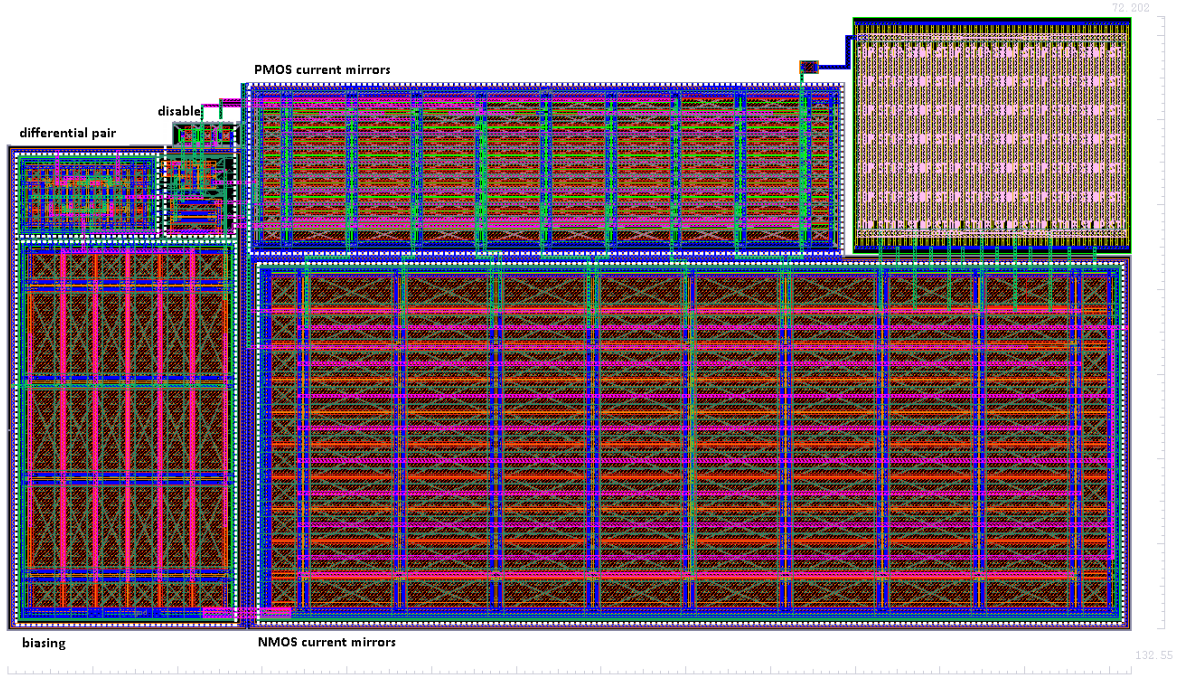 72.202
PMOS current mirrors
disable
differential pair
biasing
NMOS current mirrors
132.55